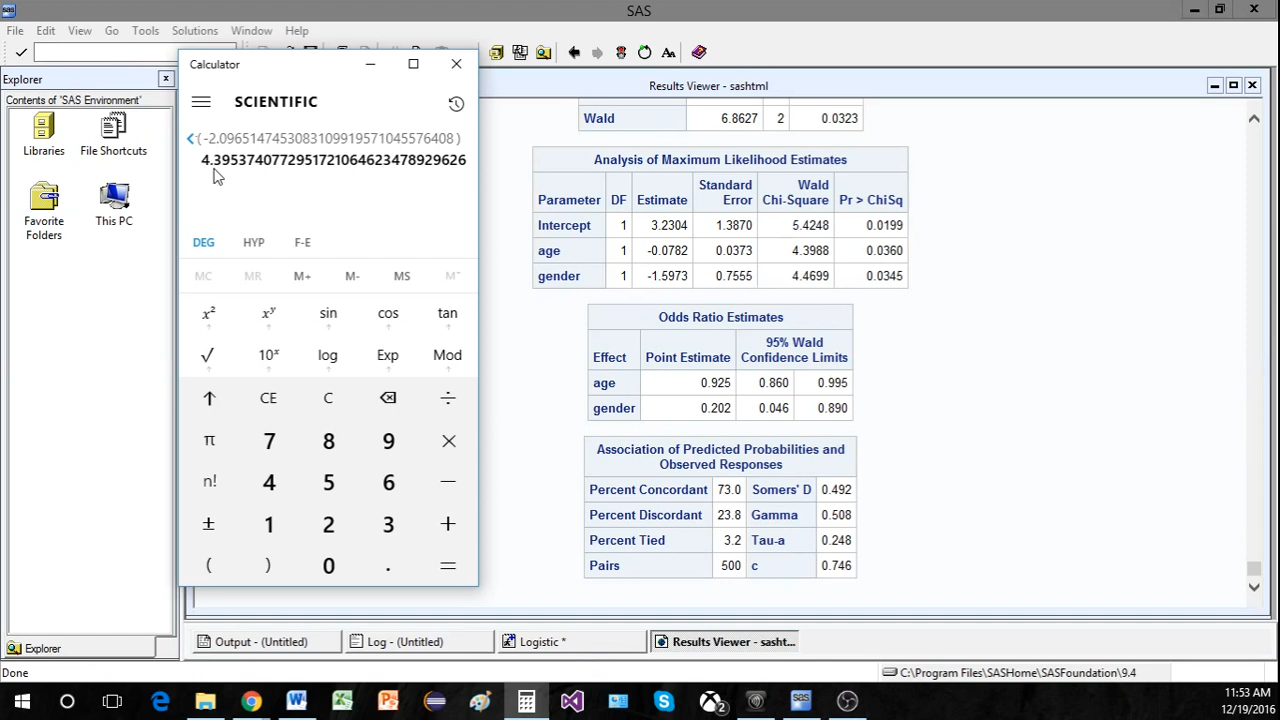 SAS
File Edit View Go Tools Solutions Window Help
Explorer
Contents of 'SAS Environment'
Libraries File Shortcuts
Favorite Folders This PC
Calculator
SCIENTIFIC
(-2.0965147453083109919571045576408 )
4.3953740772951721064623478929626
DEG HYP F-E
MC MR M+ M- MS M˅
x² xʸ sin cos tan
√ 10ˣ log Exp Mod
↑ CE C ÷
π 7 8 9 ×
n! 4 5 6 −
± 1 2 3 +
( ) 0 . =
Results Viewer - sashtml
Wald 6.8627 2 0.0323
Analysis of Maximum Likelihood Estimates
Parameter DF Estimate Standard Error Wald Chi-Square Pr > ChiSq
Intercept 1 3.2304 1.3870 5.4248 0.0199
age 1 -0.0782 0.0373 4.3988 0.0360
gender 1 -1.5973 0.7555 4.4699 0.0345
Odds Ratio Estimates
Effect Point Estimate 95% Wald Confidence Limits
age 0.925 0.860 0.995
gender 0.202 0.046 0.890
Association of Predicted Probabilities and
Observed Responses
Percent Concordant 73.0 Somers' D 0.492
Percent Discordant 23.8 Gamma 0.508
Percent Tied 3.2 Tau-a 0.248
Pairs 500 c 0.746
Explorer
Output - (Untitled) Log - (Untitled) Logistic * Results Viewer - sasht...
Done C:\Program Files\SASHome\SASFoundation\9.4
11:53 AM
12/19/2016